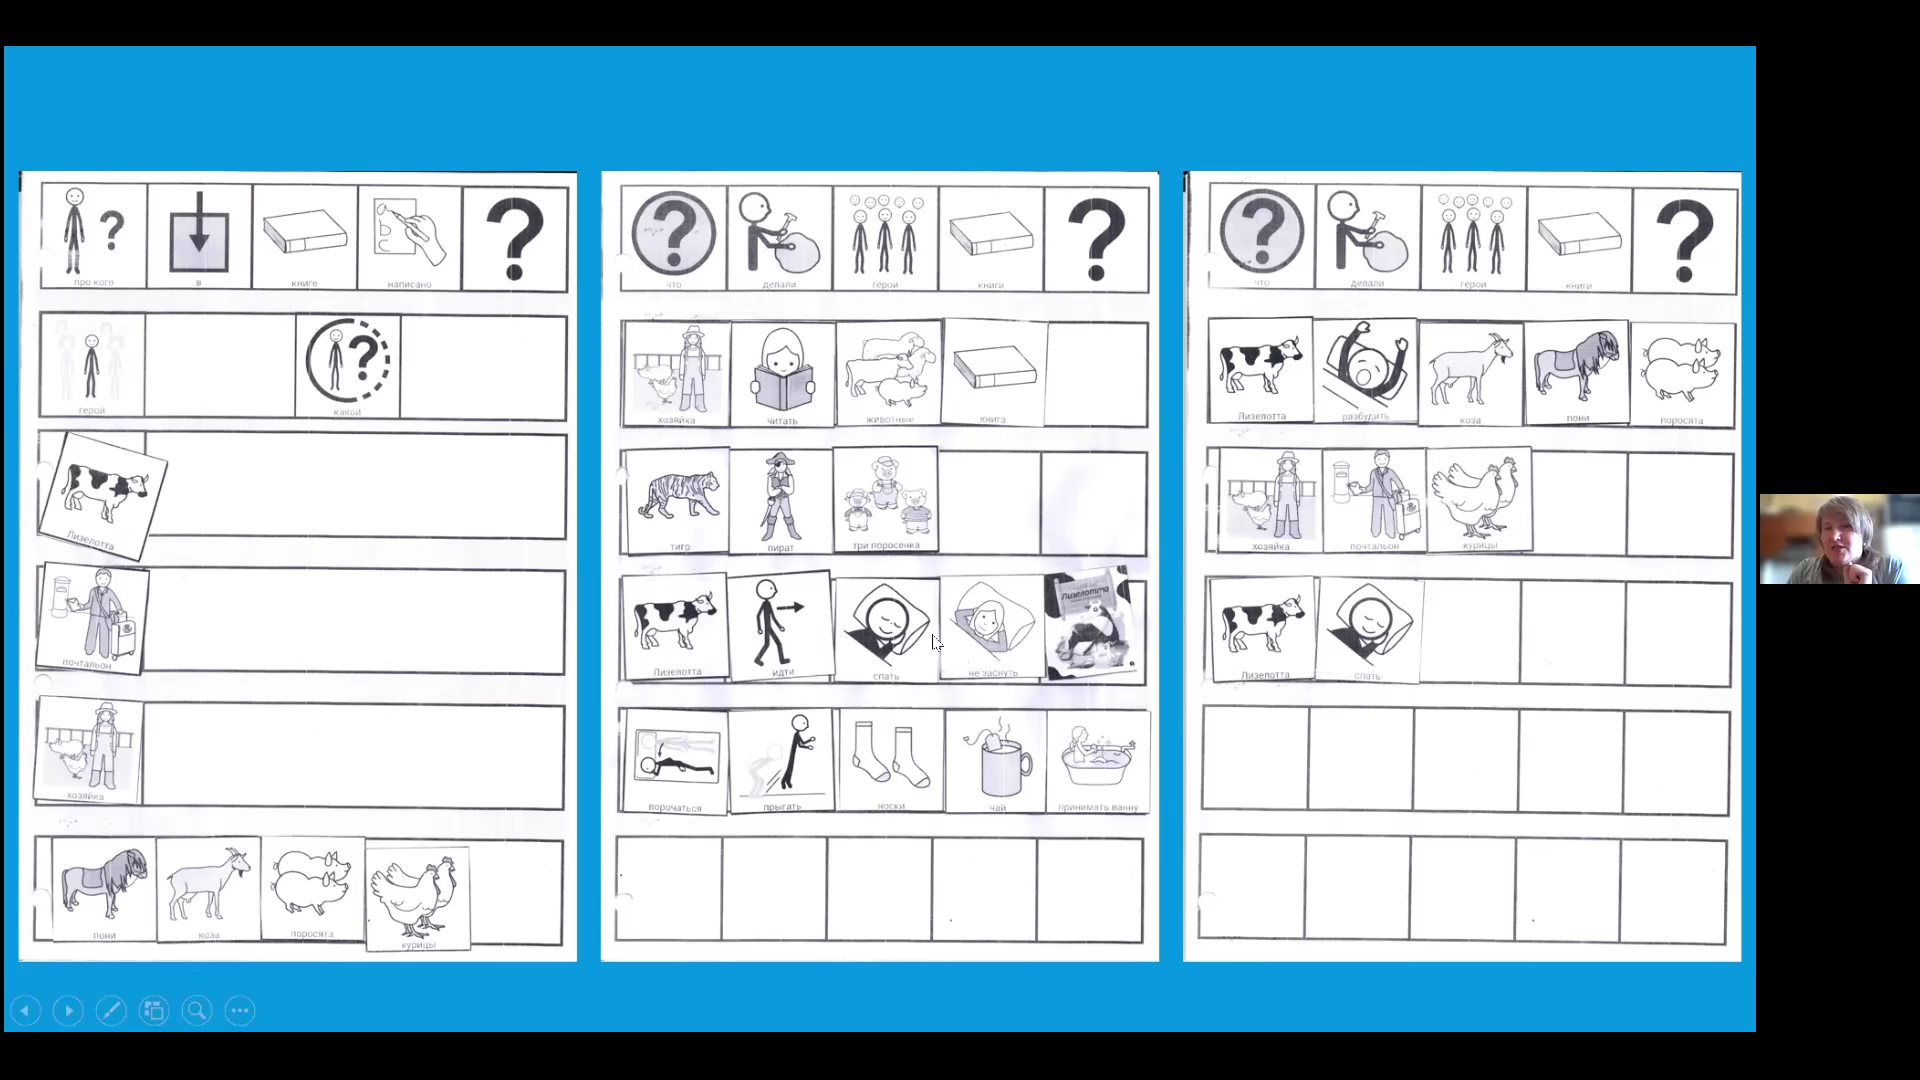 про кого в книге написано ?
герой какой
Лизелотта
почтальон
хозяйка
пони коза поросята курицы
что делали герои книги ?
хозяйка читать животные книга
тигр пират три поросенка
Лизелотта идти спать не заснуть Лизелотта
ворочаться прыгать носки чай принимать ванну
что делали герои книги ?
Лизелотта разбудить коза пони поросята
хозяйка почтальон курицы
Лизелотта спать